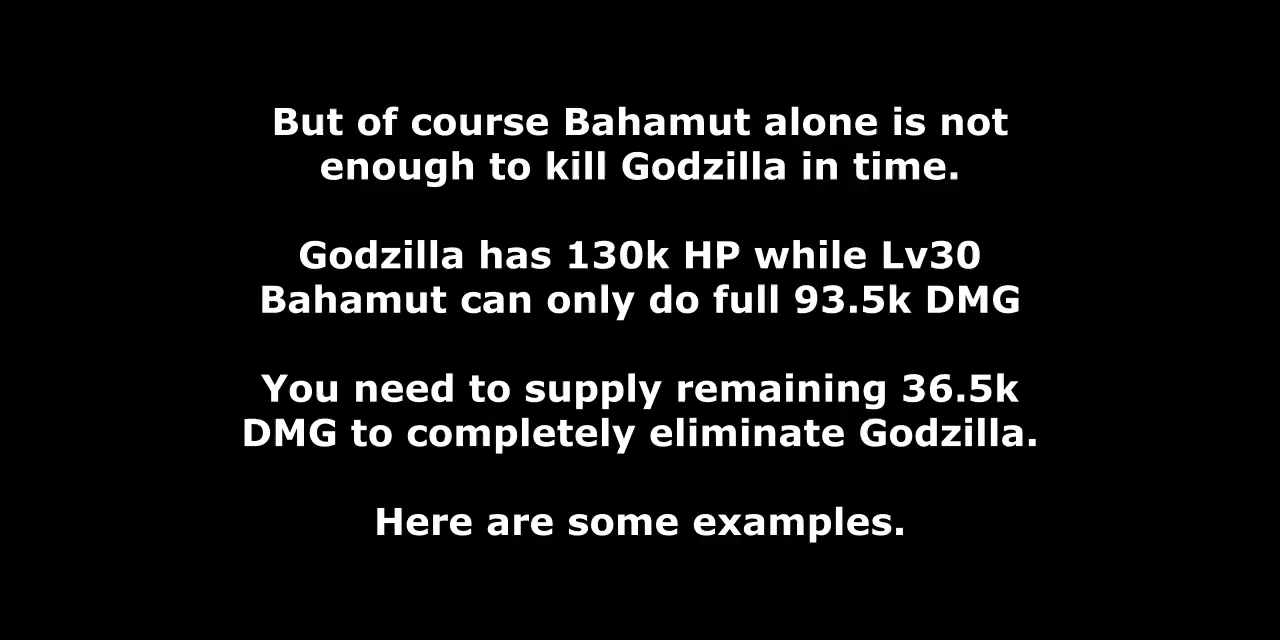 But of course Bahamut alone is not
enough to kill Godzilla in time.
Godzilla has 130k HP while Lv30
Bahamut can only do full 93.5k DMG
You need to supply remaining 36.5k
DMG to completely eliminate Godzilla.
Here are some examples.